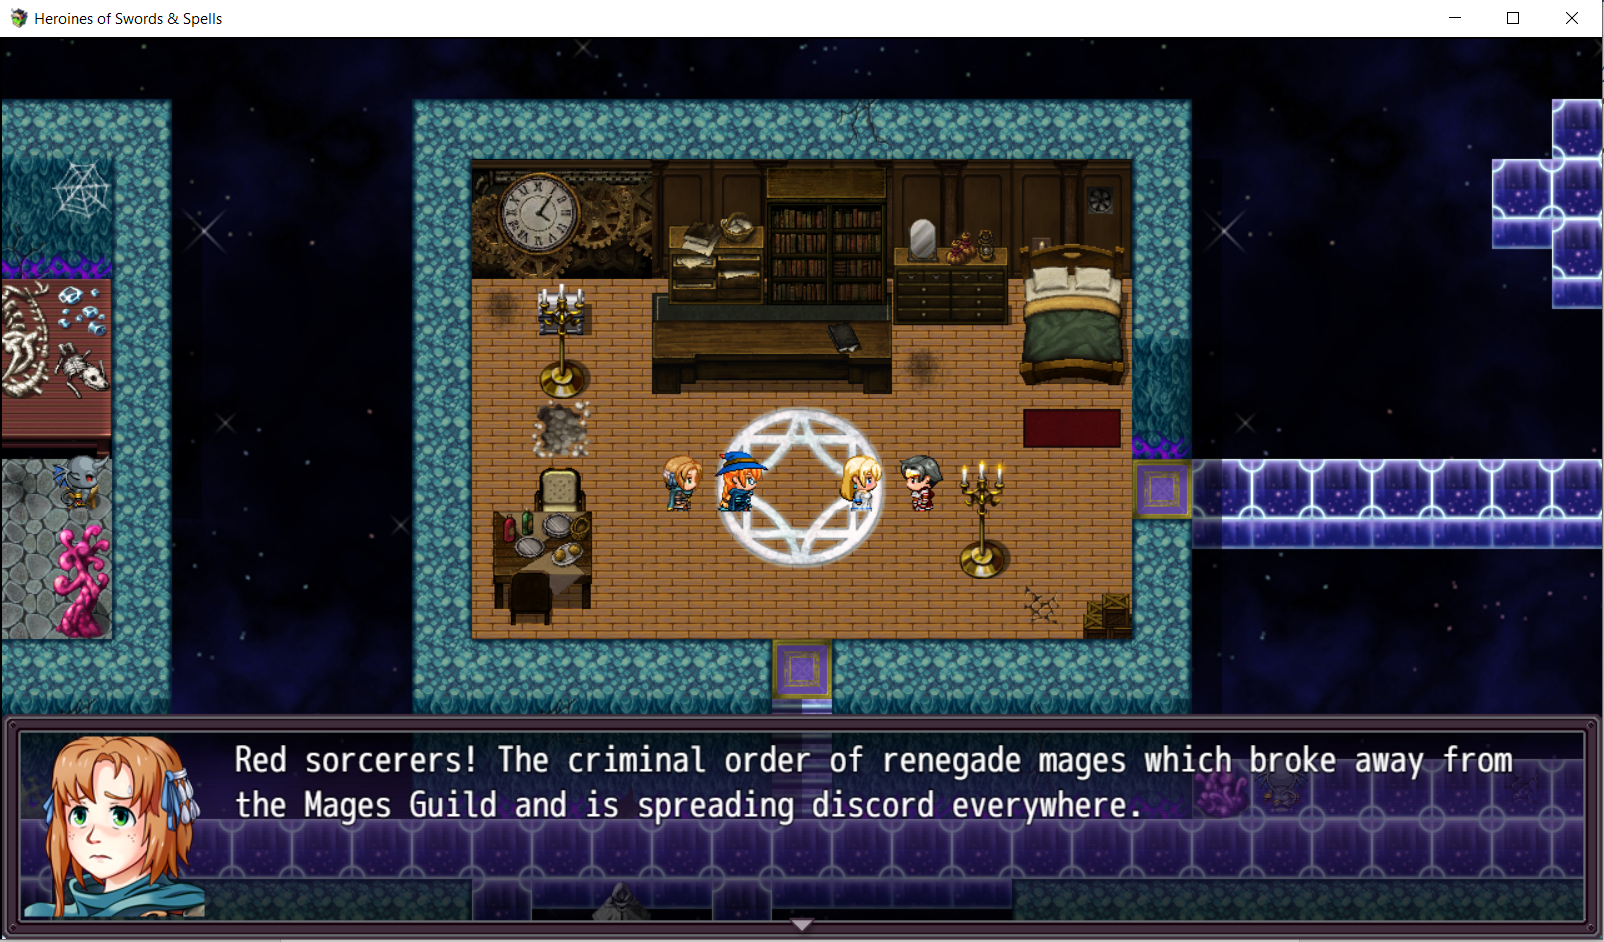 Heroines of Swords & Spells
Red sorcerers! The criminal order of renegade mages which broke away from
the Mages Guild and is spreading discord everywhere.